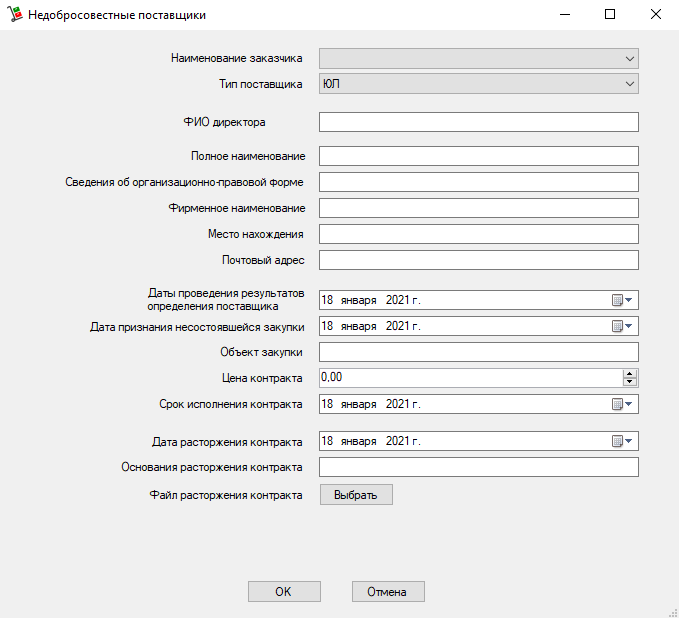 Недобросовестные поставщики
Наименование заказчика
Тип поставщика ЮЛ
ФИО директора
Полное наименование
Сведения об организационно-правовой форме
Фирменное наименование
Место нахождения
Почтовый адрес
Даты проведения результатов
определения поставщика 18 января 2021 г.
Дата признания несостоявшейся закупки 18 января 2021 г.
Объект закупки
Цена контракта 0,00
Срок исполнения контракта 18 января 2021 г.
Дата расторжения контракта 18 января 2021 г.
Основания расторжения контракта
Файл расторжения контракта Выбрать
OK Отмена